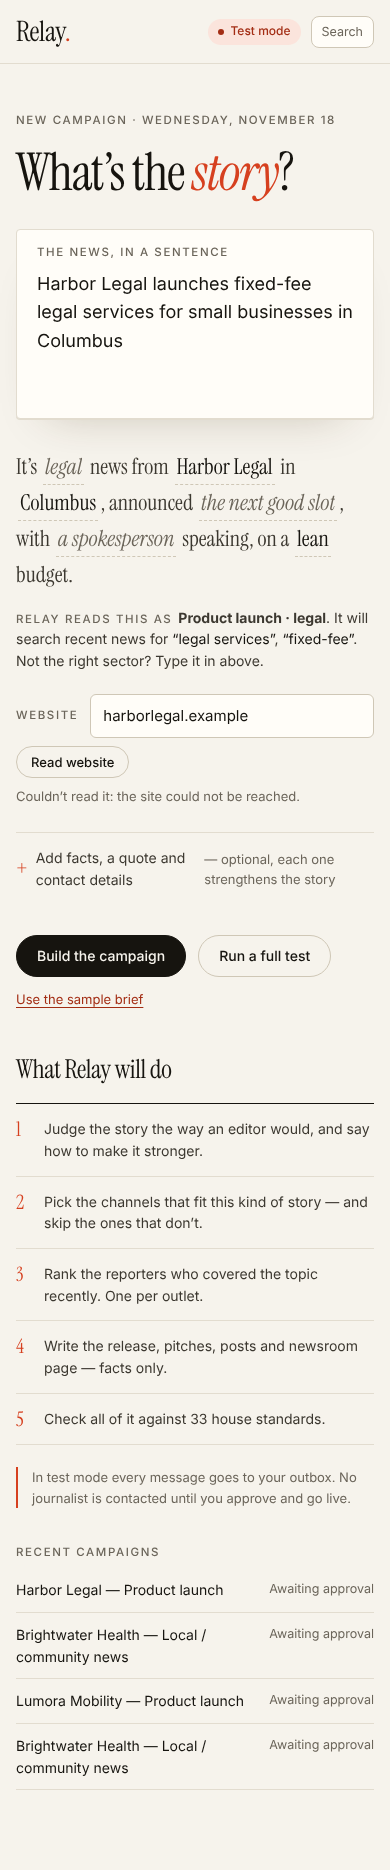 Relay.
Test mode
Search
NEW CAMPAIGN · WEDNESDAY, NOVEMBER 18
What’s the story?
THE NEWS, IN A SENTENCE
Harbor Legal launches fixed-fee
legal services for small businesses in
Columbus
It’s legal news from Harbor Legal in
Columbus , announced the next good slot ,
with a spokesperson speaking, on a lean
budget.
RELAY READS THIS AS Product launch · legal. It will
search recent news for “legal services”, “fixed-fee”.
Not the right sector? Type it in above.
WEBSITE
harborlegal.example
Read website
Couldn’t read it: the site could not be reached.
+ Add facts, a quote and
contact details
— optional, each one
strengthens the story
Build the campaign
Run a full test
Use the sample brief
What Relay will do
1 Judge the story the way an editor would, and say
how to make it stronger.
2 Pick the channels that fit this kind of story — and
skip the ones that don’t.
3 Rank the reporters who covered the topic
recently. One per outlet.
4 Write the release, pitches, posts and newsroom
page — facts only.
5 Check all of it against 33 house standards.
In test mode every message goes to your outbox. No
journalist is contacted until you approve and go live.
RECENT CAMPAIGNS
Harbor Legal — Product launch
Awaiting approval
Brightwater Health — Local /
community news
Awaiting approval
Lumora Mobility — Product launch
Awaiting approval
Brightwater Health — Local /
community news
Awaiting approval